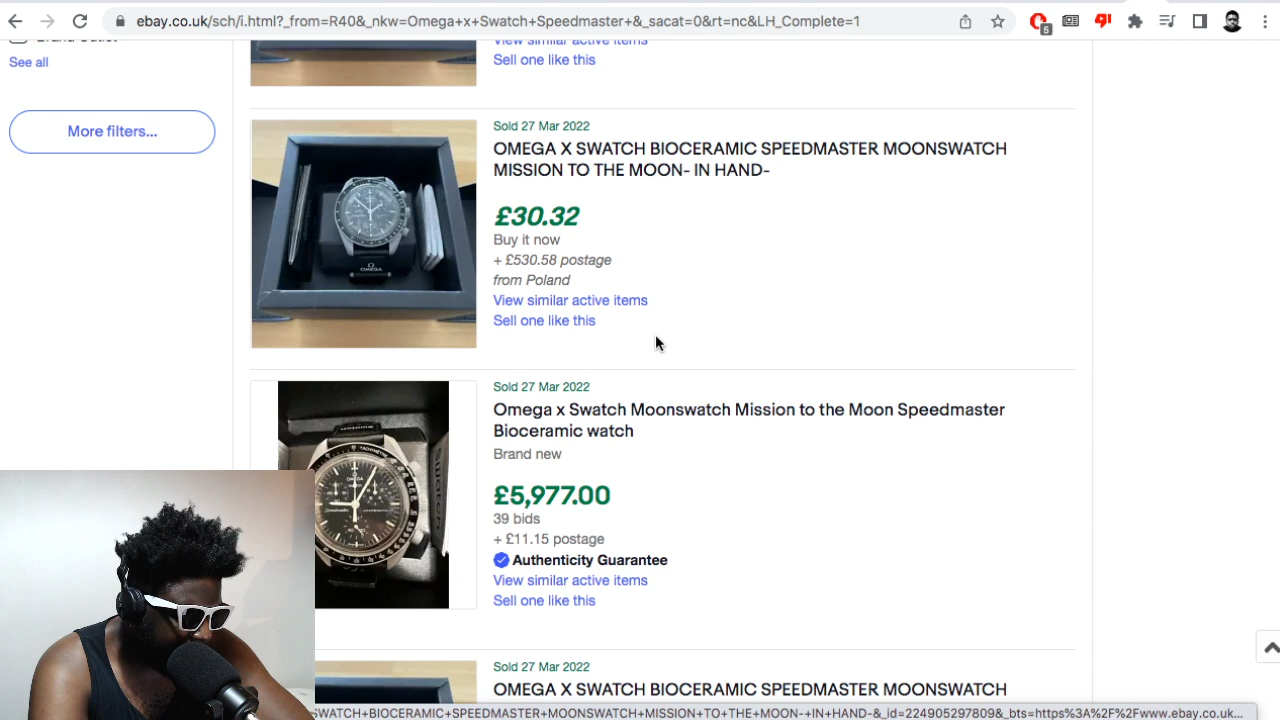 ebay.co.uk/sch/i.html?_from=R40&_nkw=Omega+x+Swatch+Speedmaster+&_sacat=0&rt=nc&LH_Complete=1
5
See all
More filters...
View similar active items
Sell one like this
Sold 27 Mar 2022
OMEGA X SWATCH BIOCERAMIC SPEEDMASTER MOONSWATCH
MISSION TO THE MOON- IN HAND-
£30.32
Buy it now
+ £530.58 postage
from Poland
View similar active items
Sell one like this
OMEGA
Sold 27 Mar 2022
Omega x Swatch Moonswatch Mission to the Moon Speedmaster
Bioceramic watch
Brand new
£5,977.00
39 bids
+ £11.15 postage
Authenticity Guarantee
View similar active items
Sell one like this
Sold 27 Mar 2022
OMEGA X SWATCH BIOCERAMIC SPEEDMASTER MOONSWATCH
SWATCH+BIOCERAMIC+SPEEDMASTER+MOONSWATCH+MISSION+TO+THE+MOON-+IN+HAND-&_id=224905297809&_bts=https%3A%2F%2Fwww.ebay.co.uk...